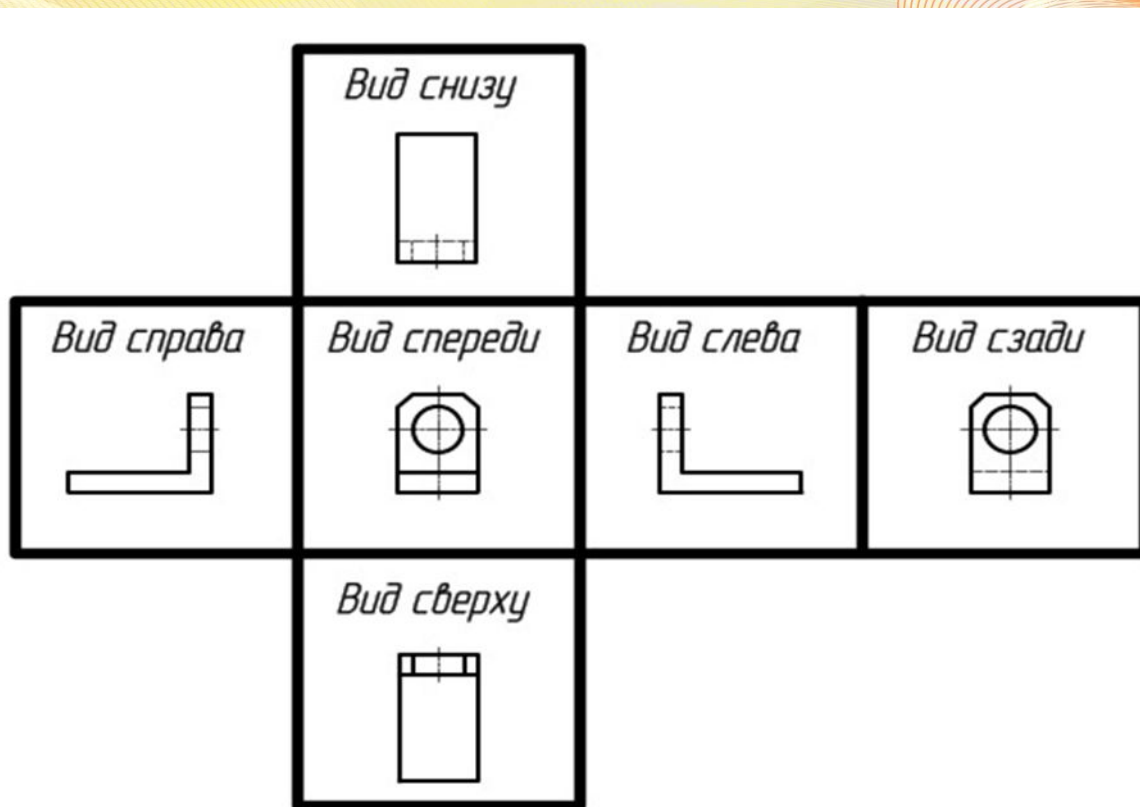 Вид снизу
Вид справа
Вид спереди
Вид слева
Вид сзади
Вид сверху